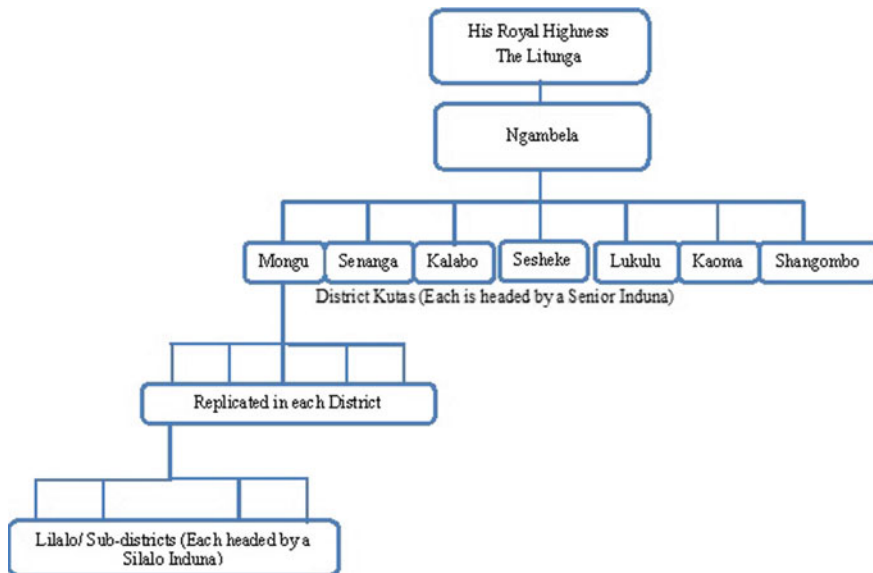 His Royal Highness
The Litunga
Ngambela
Mongu
Senanga
Kalabo
Sesheke
Lukulu
Kaoma
Shangombo
District Kutas (Each is headed by a Senior Induna)
Replicated in each District
Lilalo/ Sub-districts (Each headed by a
Silalo Induna)